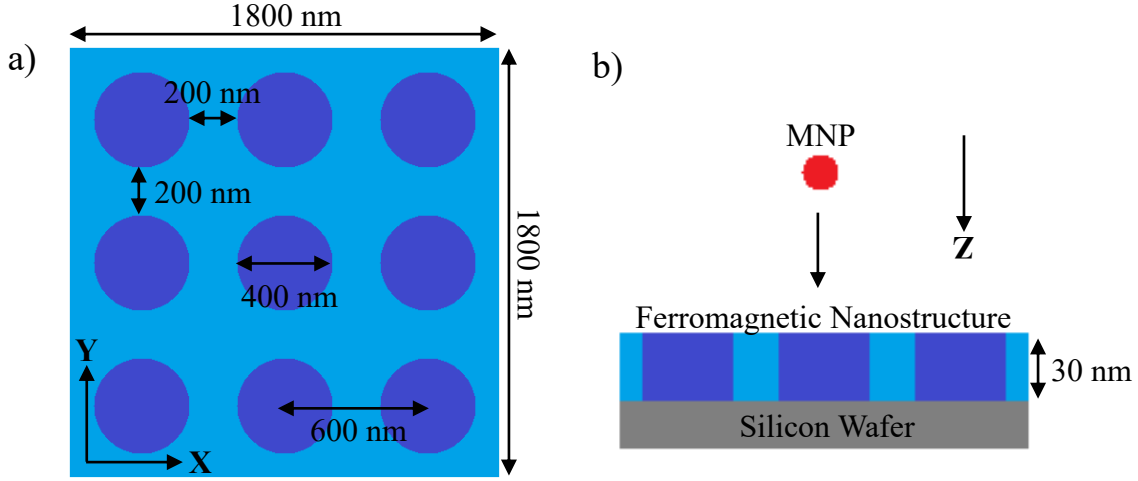 a)
1800 nm
200 nm
200 nm
400 nm
600 nm
1800 nm
Y
X
b)
MNP
Z
Ferromagnetic Nanostructure
30 nm
Silicon Wafer